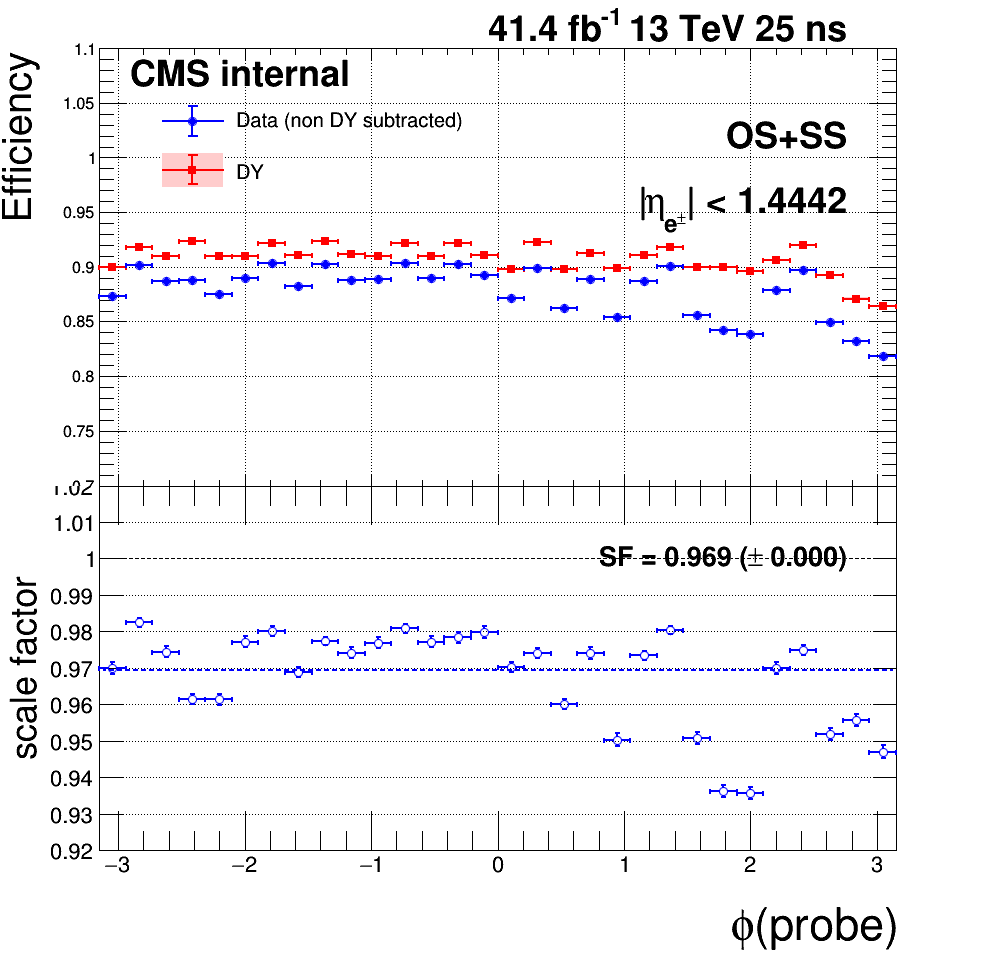 41.4 fb⁻¹ 13 TeV 25 ns
Efficiency
1.1
1.05
1
0.95
0.9
0.85
0.8
0.75
CMS internal
Data (non DY subtracted)
DY
OS+SS
|ηe±| < 1.4442
scale factor
1.02
1.01
1
0.99
0.98
0.97
0.96
0.95
0.94
0.93
0.92
SF = 0.969 (± 0.000)
−3 −2 −1 0 1 2 3
ϕ(probe)